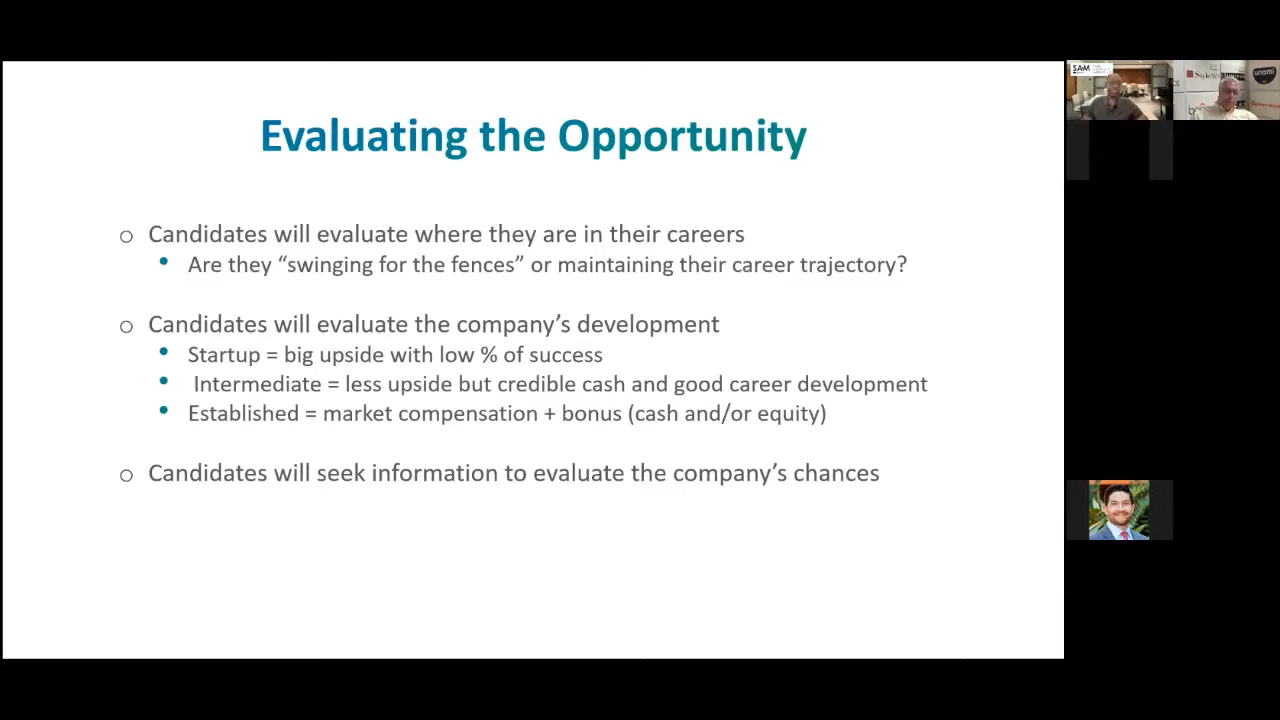 Evaluating the Opportunity
Candidates will evaluate where they are in their careers
Are they “swinging for the fences” or maintaining their career trajectory?
Candidates will evaluate the company’s development
Startup = big upside with low % of success
Intermediate = less upside but credible cash and good career development
Established = market compensation + bonus (cash and/or equity)
Candidates will seek information to evaluate the company’s chances
SAM
unomi